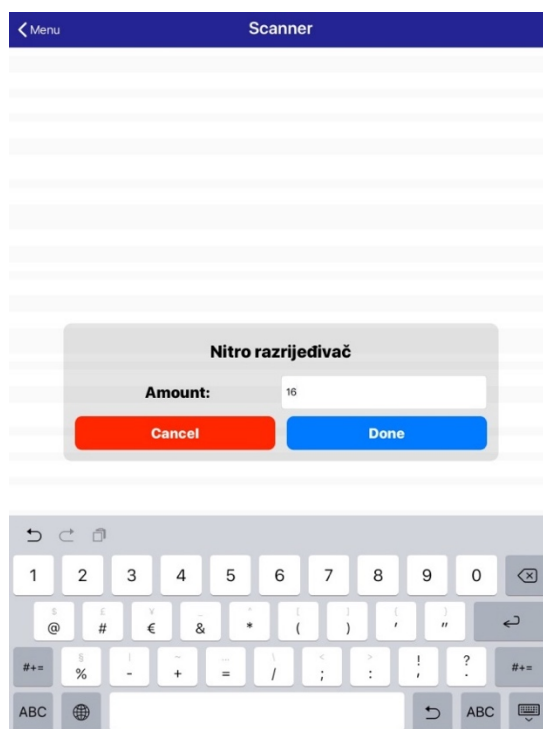 Menu
Scanner
Nitro razrijeđivač
Amount:
16
Cancel
Done
1 2 3 4 5 6 7 8 9 0
@ # € & * ( ) ' "
#+= % - + = / ; : ! , ? . #+=
ABC ABC